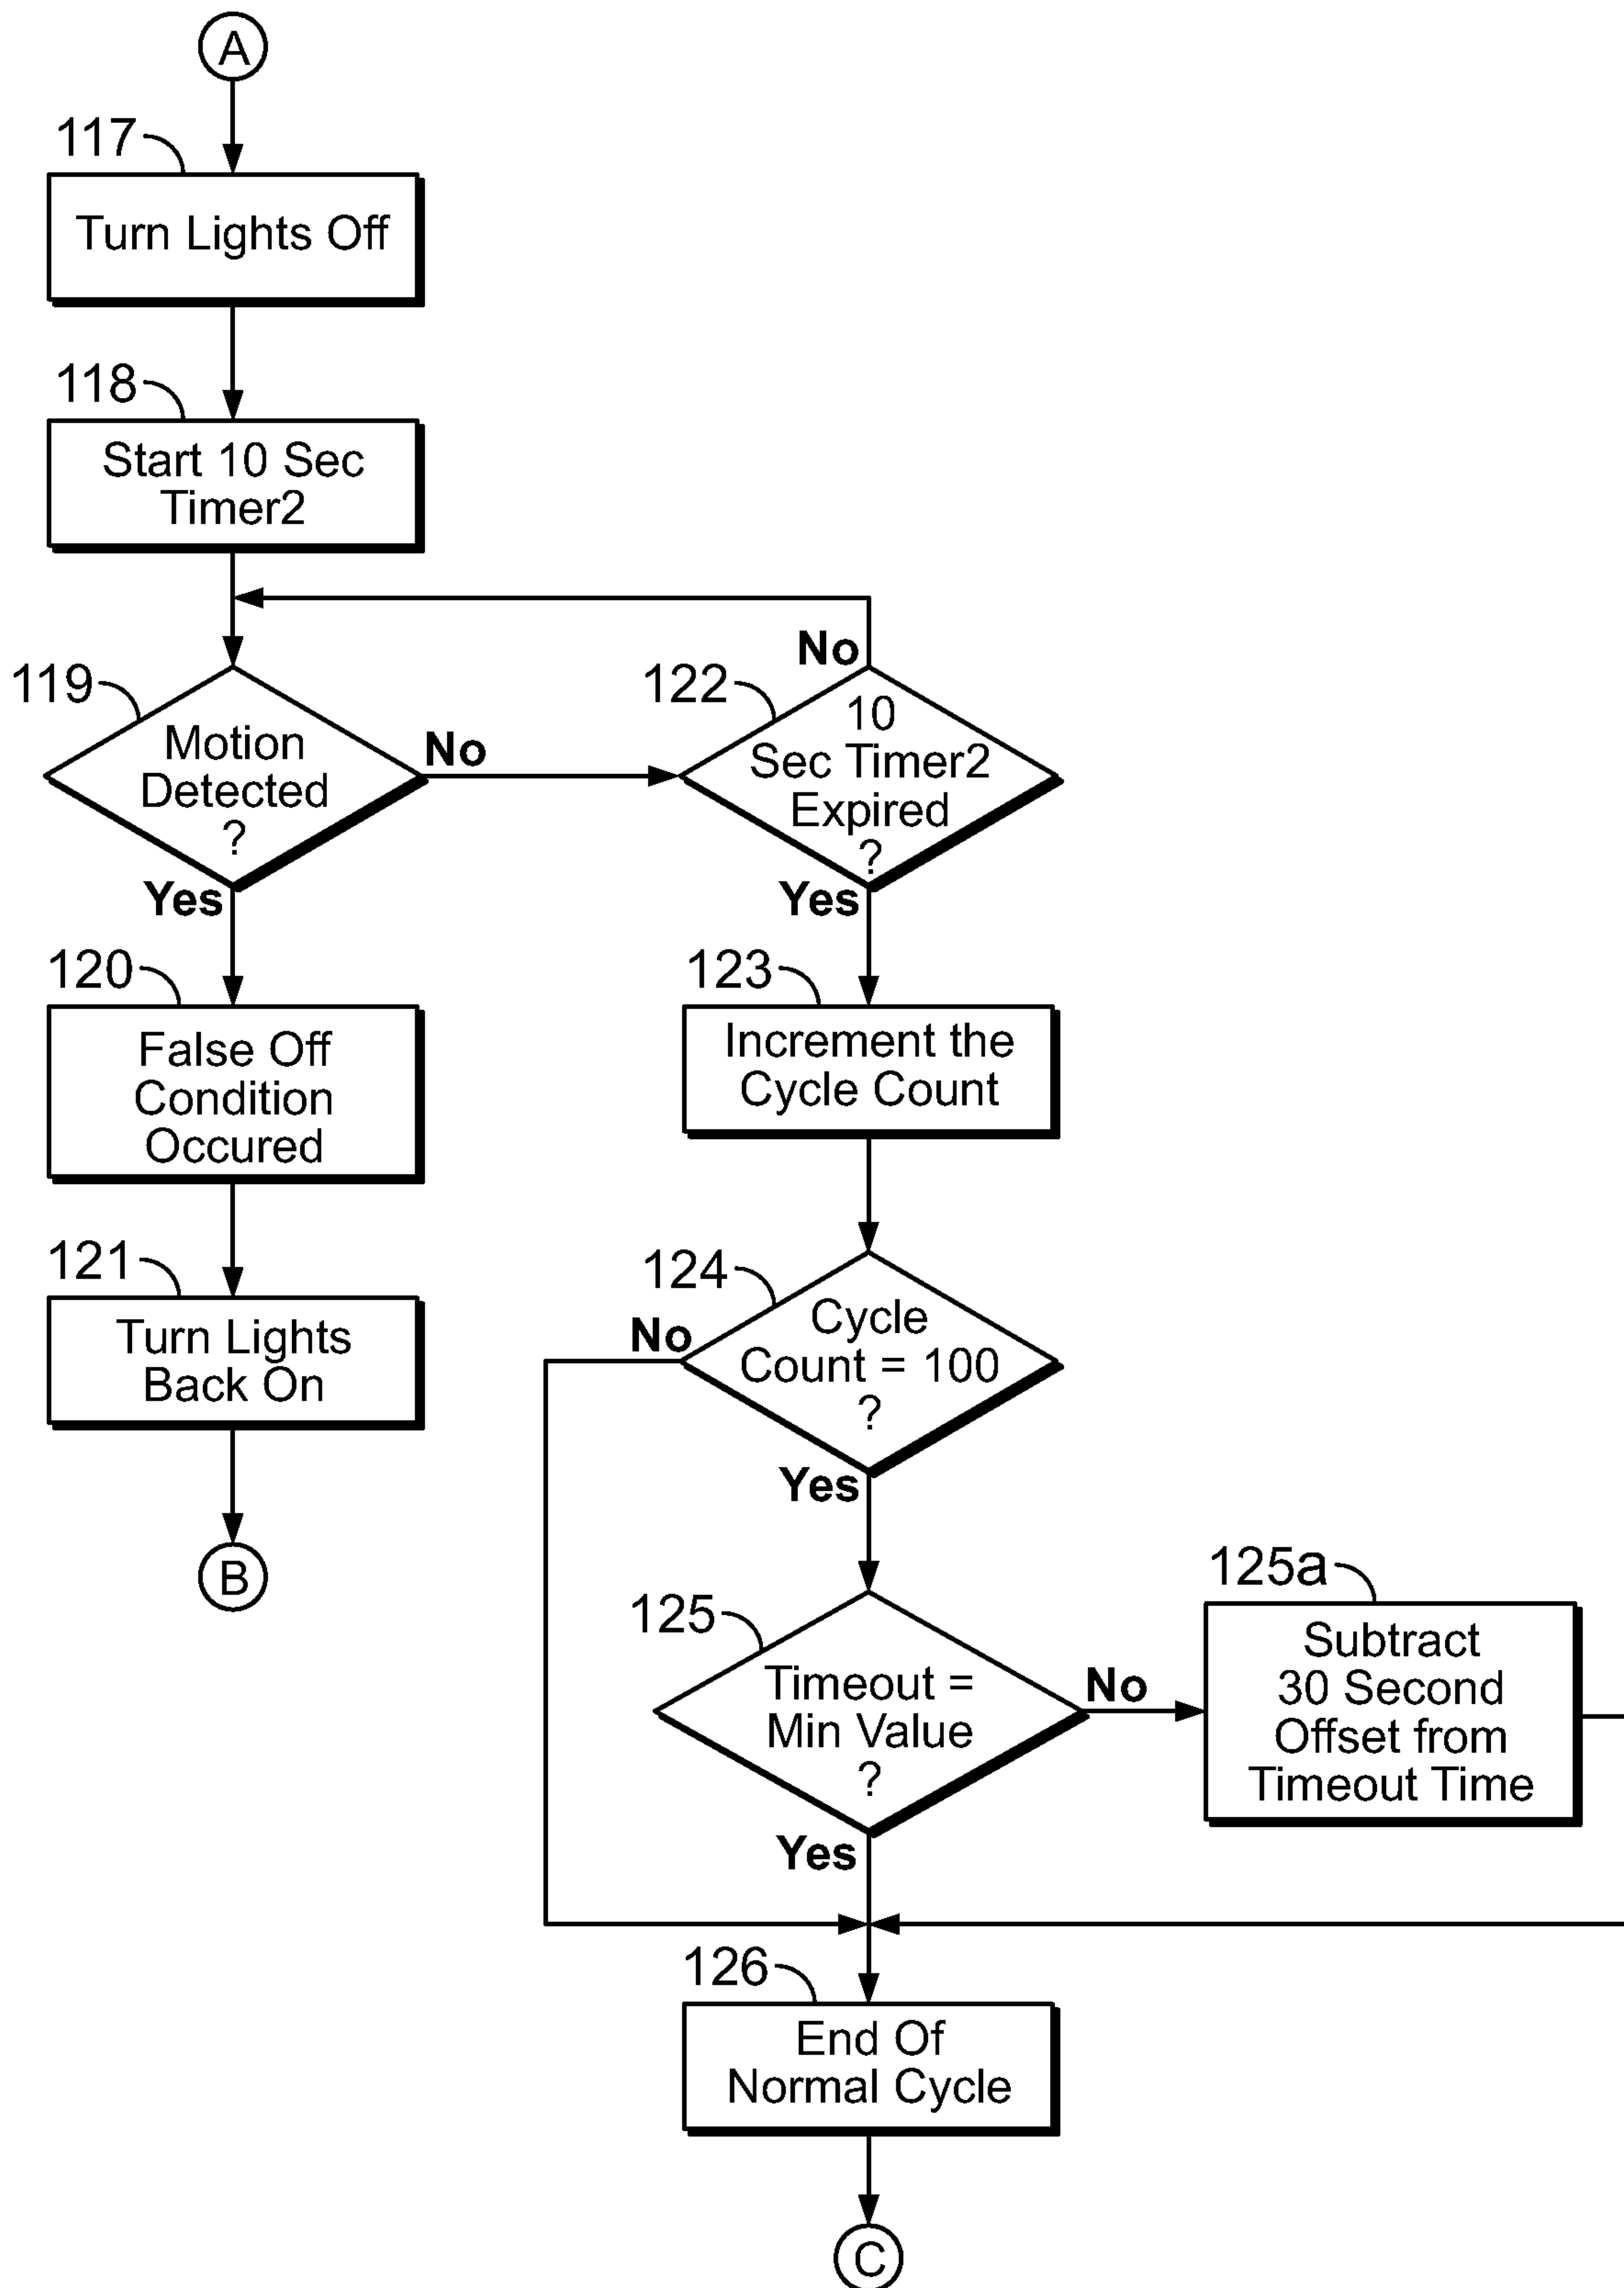 A
117
Turn Lights Off
118
Start 10 Sec
Timer2
119
Motion
Detected
?
No
Yes
122
No
10
Sec Timer2
Expired
?
Yes
120
False Off
Condition
Occured
121
Turn Lights
Back On
B
123
Increment the
Cycle Count
124
No
Cycle
Count = 100
?
Yes
125
Timeout =
Min Value
?
No
Yes
125a
Subtract
30 Second
Offset from
Timeout Time
126
End Of
Normal Cycle
C